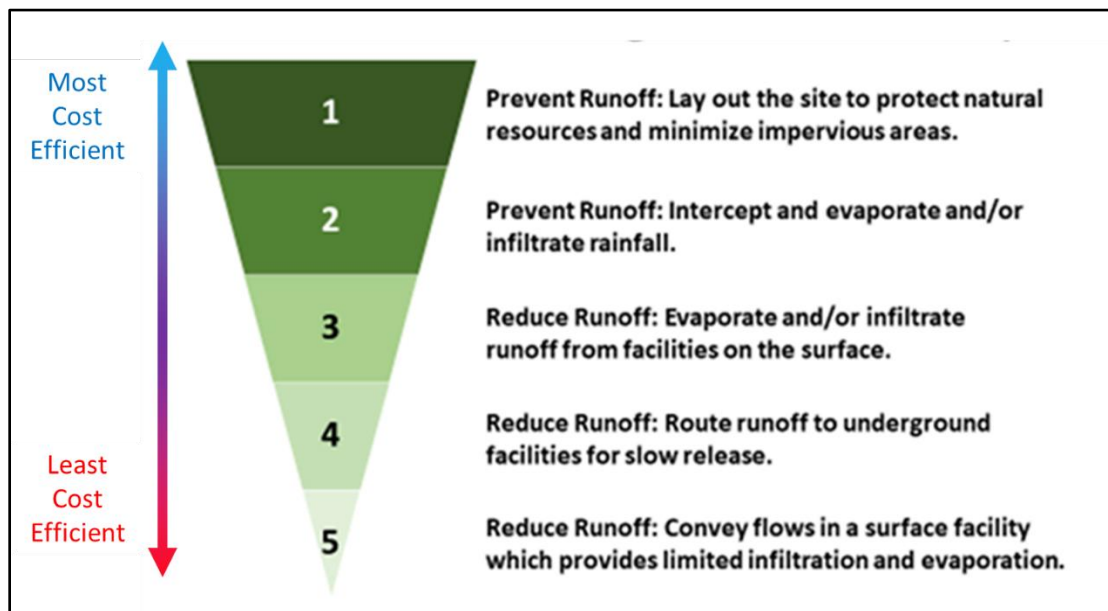 Most
Cost
Efficient
1
Prevent Runoff: Lay out the site to protect natural
resources and minimize impervious areas.
2
Prevent Runoff: Intercept and evaporate and/or
infiltrate rainfall.
3
Reduce Runoff: Evaporate and/or infiltrate
runoff from facilities on the surface.
4
Reduce Runoff: Route runoff to underground
facilities for slow release.
Least
Cost
Efficient
5
Reduce Runoff: Convey flows in a surface facility
which provides limited infiltration and evaporation.